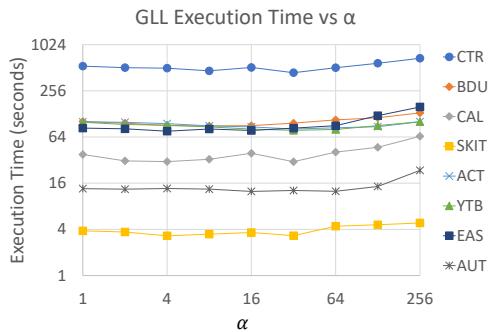 GLL Execution Time vs α
Execution Time (seconds)
1024
256
64
16
4
1
1 4 16 64 256
α
CTR
BDU
CAL
SKIT
ACT
YTB
EAS
AUT